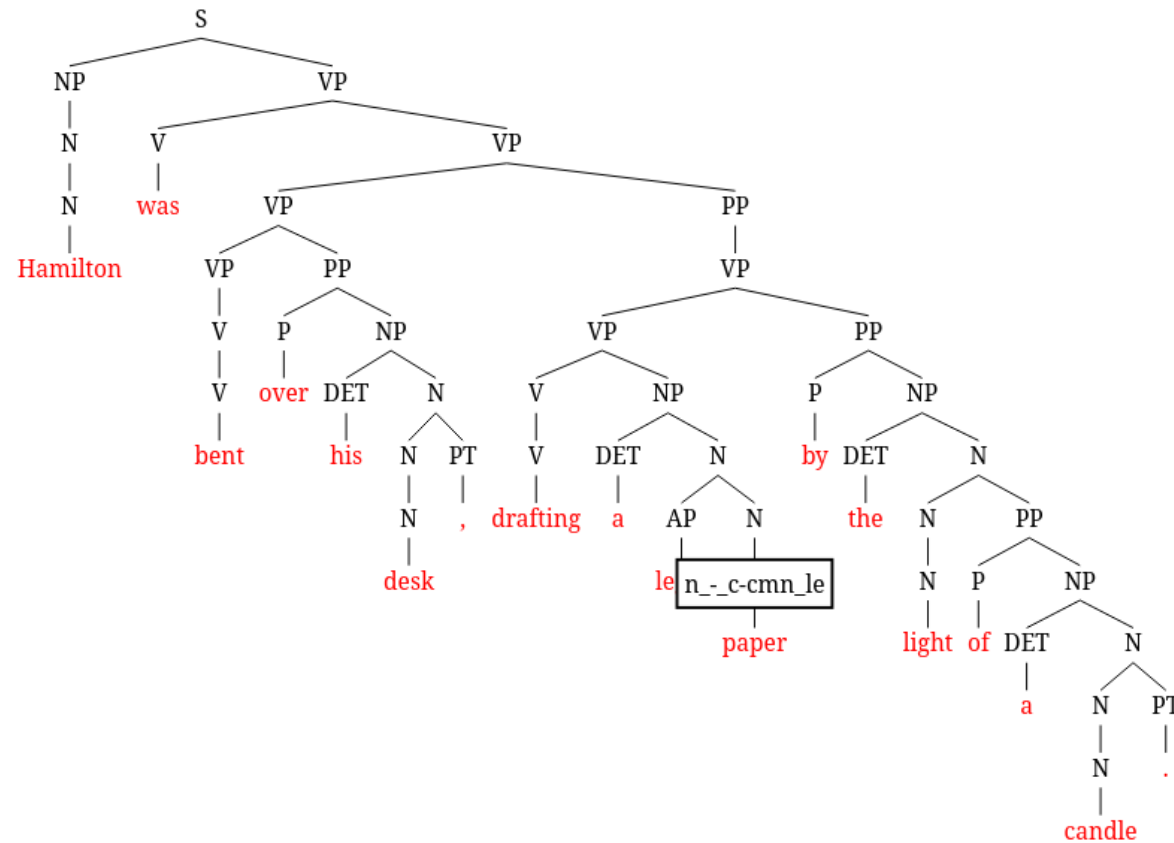 S
NP VP
N V VP
N was VP PP
Hamilton VP PP VP
V P NP VP PP
V over DET N V NP P NP
bent his N PT V DET N by DET N
N , drafting a AP N the N PP
desk le n_-_c-cmn_le N P NP
paper light of DET N
a N PT
N .
candle